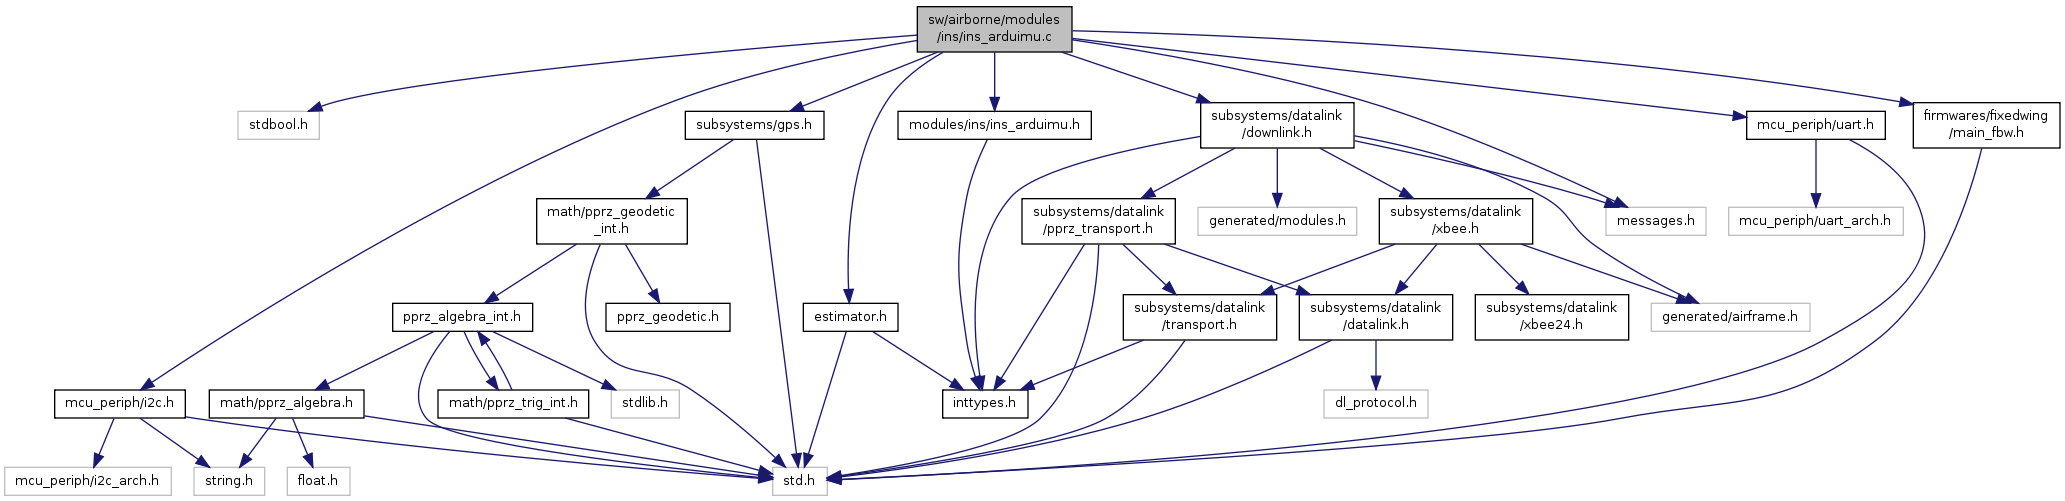 sw/airborne/modules
/ins/ins_arduimu.c
stdbool.h
subsystems/gps.h
modules/ins/ins_arduimu.h
subsystems/datalink
/downlink.h
mcu_periph/uart.h
firmwares/fixedwing
/main_fbw.h
math/pprz_geodetic
_int.h
subsystems/datalink
/pprz_transport.h
generated/modules.h
subsystems/datalink
/xbee.h
messages.h
mcu_periph/uart_arch.h
pprz_algebra_int.h
pprz_geodetic.h
estimator.h
subsystems/datalink
/transport.h
subsystems/datalink
/datalink.h
subsystems/datalink
/xbee24.h
generated/airframe.h
mcu_periph/i2c.h
math/pprz_algebra.h
math/pprz_trig_int.h
stdlib.h
inttypes.h
dl_protocol.h
mcu_periph/i2c_arch.h
string.h
float.h
std.h